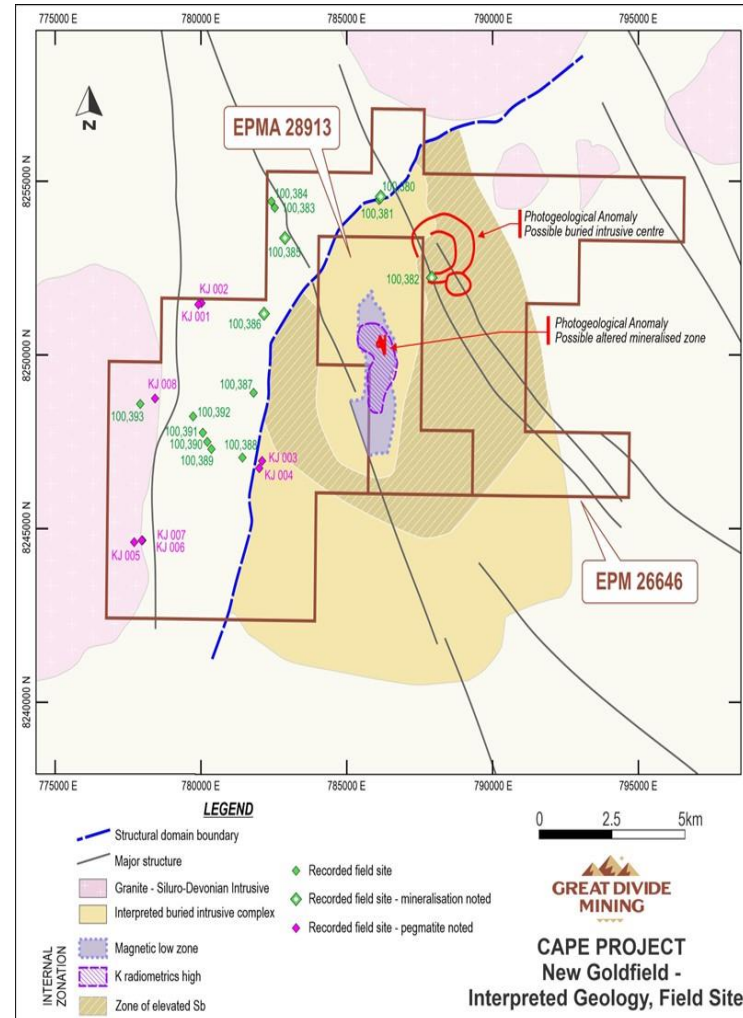 775000 E
780000 E
785000 E
790000 E
795000 E
N
8255000 N
8250000 N
8245000 N
8240000 N
EPMA 28913
100,380
100,381
100,384
100,383
100,385
100,382
Photogeological Anomaly
Possible buried intrusive centre
KJ 002
KJ 001
100,386
Photogeological Anomaly
Possible altered mineralised zone
KJ 008
100,387
100,393
100,392
100,391
100,390
100,389
100,388
KJ 003
KJ 004
KJ 007
KJ 005
KJ 006
EPM 26646
775000 E
780000 E
785000 E
790000 E
795000 E
LEGEND
Structural domain boundary
Major structure
Granite - Siluro-Devonian Intrusive
Interpreted buried intrusive complex
INTERNAL
ZONATION
Magnetic low zone
K radiometrics high
Zone of elevated Sb
Recorded field site
Recorded field site - mineralisation noted
Recorded field site - pegmatite noted
0 2.5 5km
GREAT DIVIDE
MINING
CAPE PROJECT
New Goldfield -
Interpreted Geology, Field Site